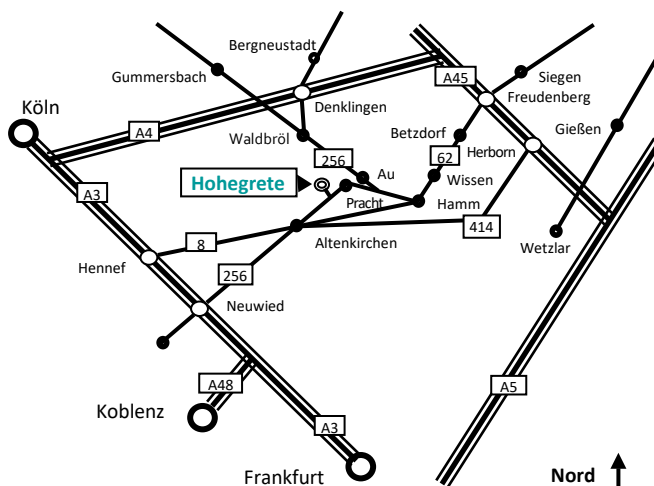 Bergneustadt
A45
Gummersbach
Siegen
Denklingen
Freudenberg
Köln
Gießen
A4
Waldbröl
Betzdorf
256
62
Herborn
Au
Hohegrete
Wissen
A3
Pracht
Hamm
414
Altenkirchen
8
Wetzlar
Hennef
256
Neuwied
A48
A5
Koblenz
A3
Frankfurt
Nord